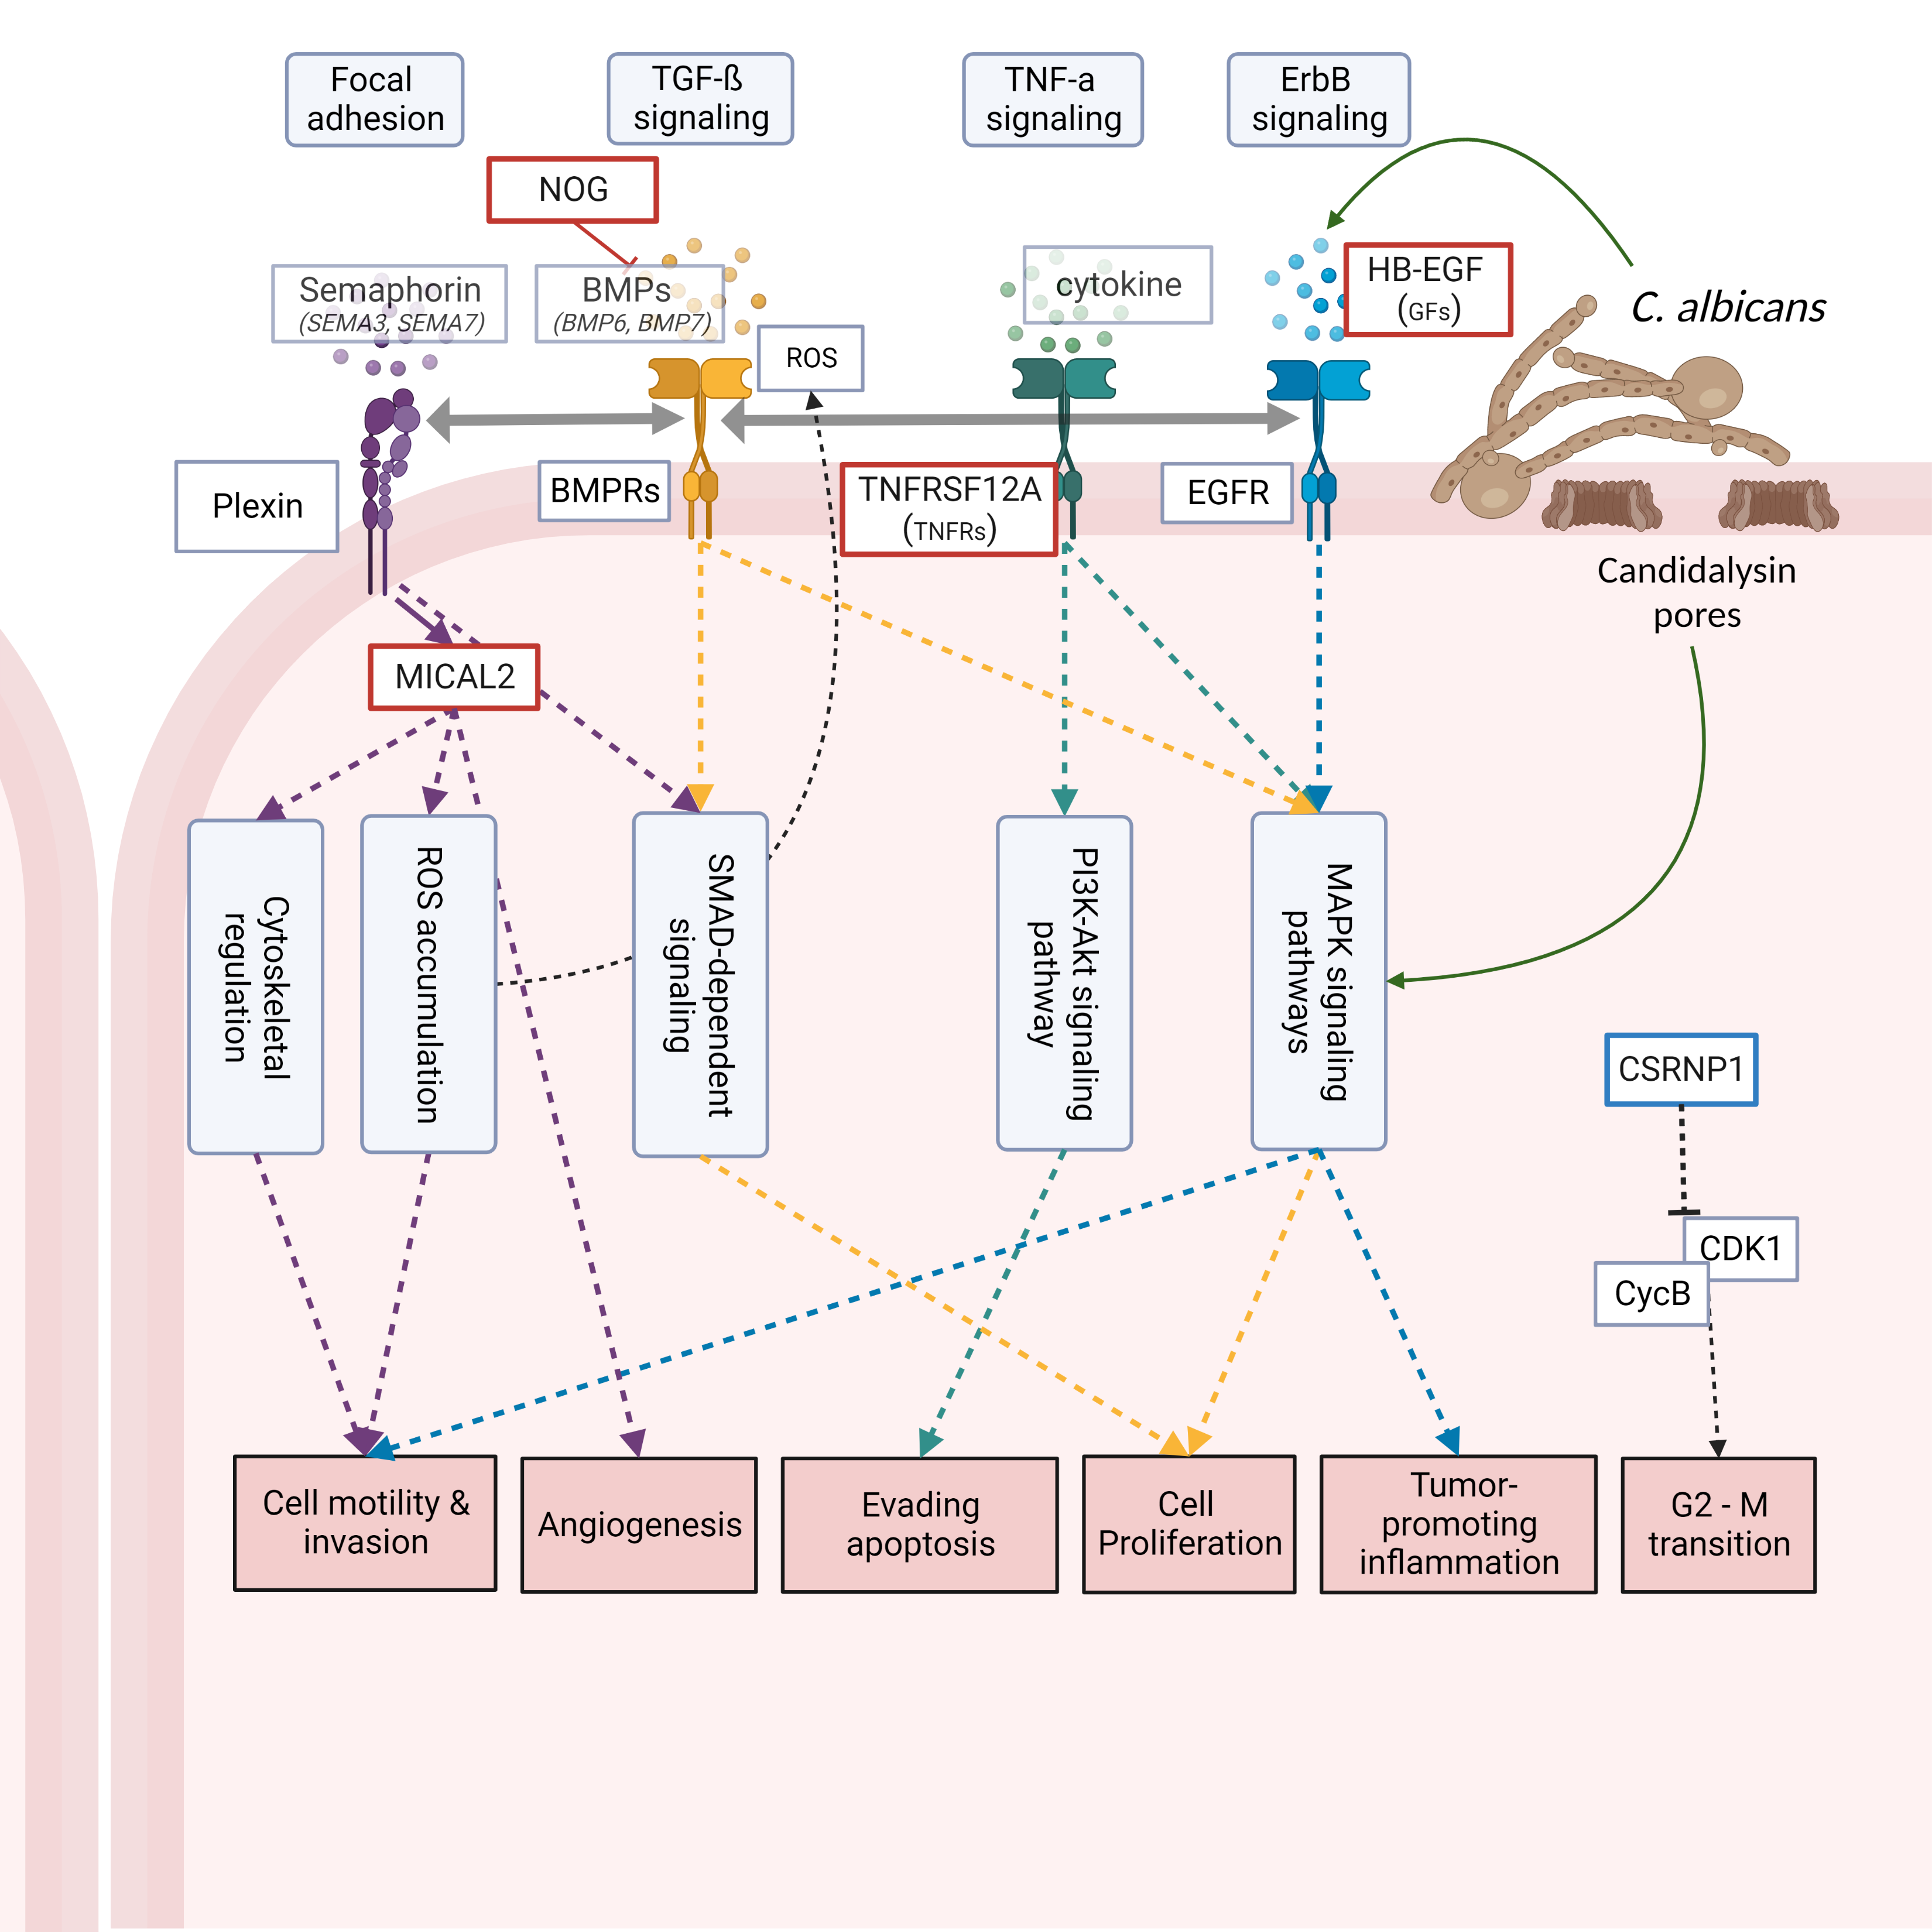 Focal
adhesion
TGF-ß
signaling
TNF-a
signaling
ErbB
signaling
NOG
Semaphorin
(SEMA3, SEMA7)
BMPs
(BMP6, BMP7)
cytokine
HB-EGF
(GFs)
C. albicans
ROS
Plexin
BMPRs
TNFRSF12A
(TNFRs)
EGFR
Candidalysin
pores
MICAL2
Cytoskeletal
regulation
ROS accumulation
SMAD-dependent
signaling
PI3K-Akt signaling
pathway
MAPK signaling
pathways
CSRNP1
CDK1
CycB
Cell motility &
invasion
Angiogenesis
Evading
apoptosis
Cell
Proliferation
Tumor-
promoting
inflammation
G2 - M
transition